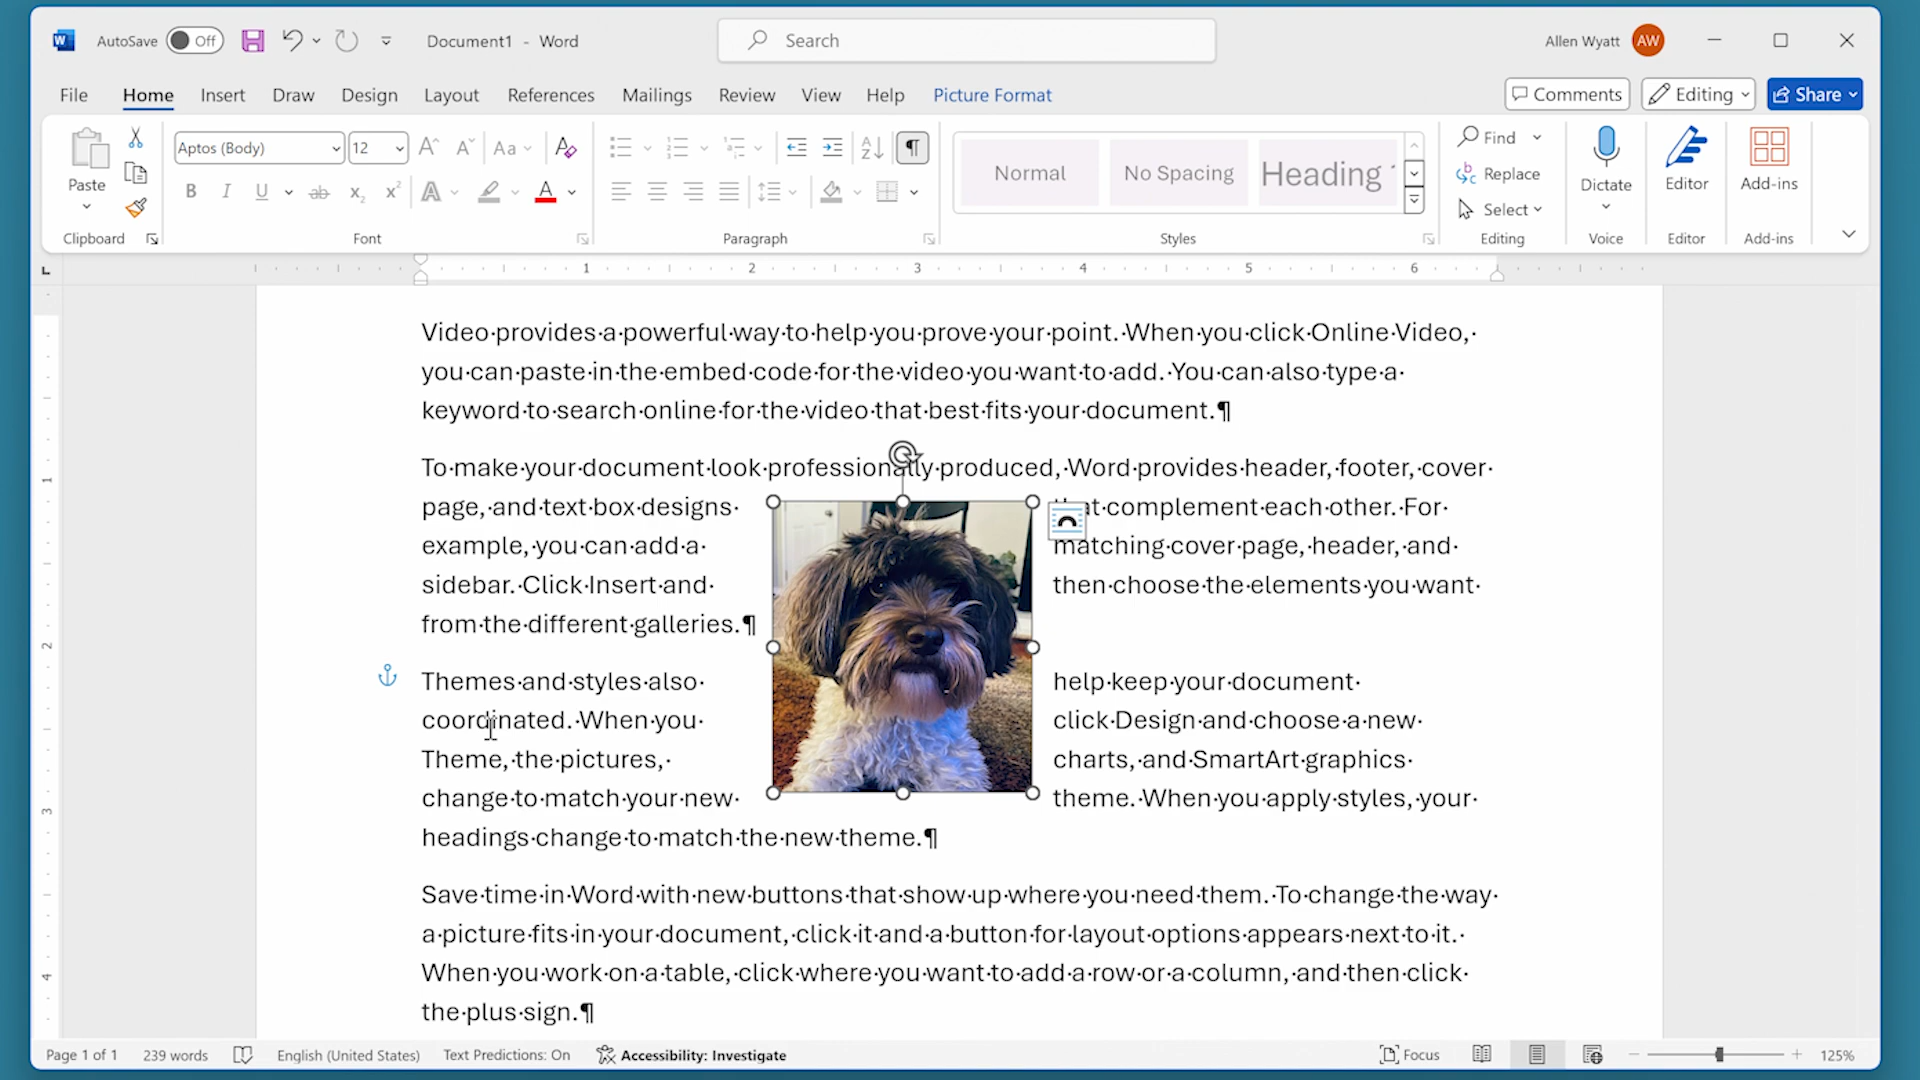 AutoSave Off Document1 - Word Search Allen Wyatt AW
File Home Insert Draw Design Layout References Mailings Review View Help Picture Format Comments Editing Share
Paste Aptos (Body) 12 Aa Normal No Spacing Heading 1 Find Replace Select Dictate Editor Add-ins
Clipboard Font Paragraph Styles Editing Voice Editor Add-ins
1 2 3 4 5 6
Video·provides·a·powerful·way·to·help·you·prove·your·point.·When·you·click·Online·Video,·
you·can·paste·in·the·embed·code·for·the·video·you·want·to·add.·You·can·also·type·a·
keyword·to·search·online·for·the·video·that·best·fits·your·document.¶
To·make·your·document·look·professionally·produced,·Word·provides·header,·footer,·cover·
page,·and·text·box·designs· that·complement·each·other.·For·
example,·you·can·add·a· matching·cover·page,·header,·and·
sidebar.·Click·Insert·and· then·choose·the·elements·you·want·
from·the·different·galleries.¶
Themes·and·styles·also· help·keep·your·document·
coordinated.·When·you· click·Design·and·choose·a·new·
Theme,·the·pictures,· charts,·and·SmartArt·graphics·
change·to·match·your·new· theme.·When·you·apply·styles,·your·
headings·change·to·match·the·new·theme.¶
Save·time·in·Word·with·new·buttons·that·show·up·where·you·need·them.·To·change·the·way·
a·picture·fits·in·your·document,·click·it·and·a·button·for·layout·options·appears·next·to·it.·
When·you·work·on·a·table,·click·where·you·want·to·add·a·row·or·a·column,·and·then·click·
the·plus·sign.¶
1
2
3
4
Page 1 of 1 239 words English (United States) Text Predictions: On Accessibility: Investigate Focus 125%